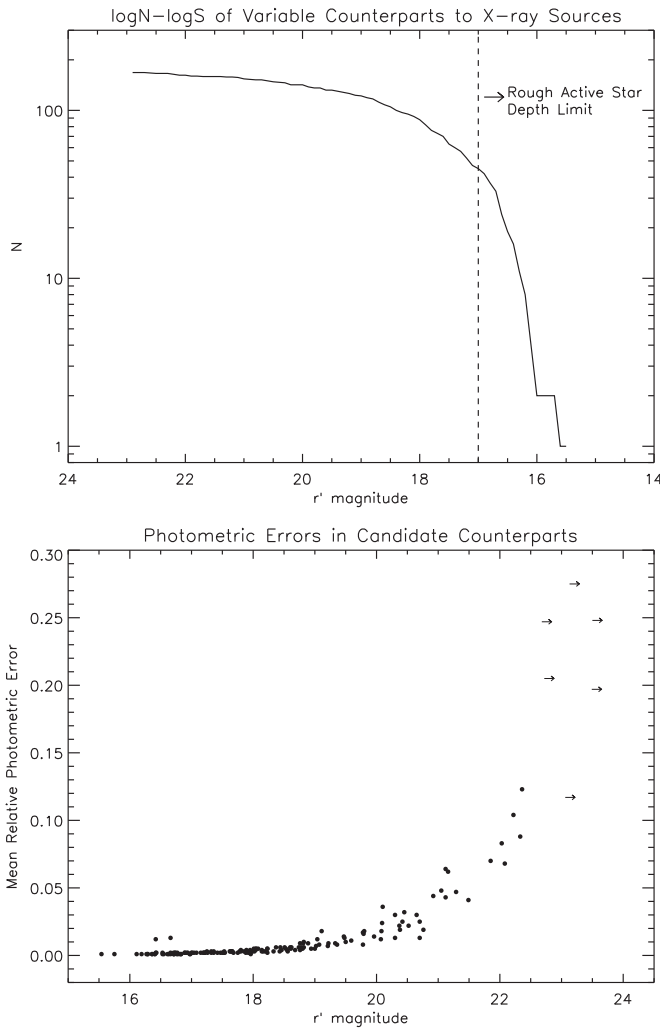 logN-logS of Variable Counterparts to X-ray Sources
100
10
1
N
Rough Active Star
Depth Limit
24 22 20 18 16 14
r' magnitude
Photometric Errors in Candidate Counterparts
0.30
0.25
0.20
0.15
0.10
0.05
0.00
Mean Relative Photometric Error
16 18 20 22 24
r' magnitude